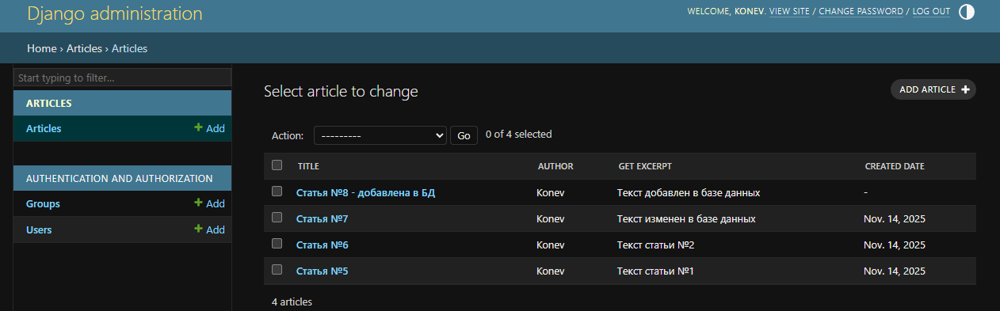 Django administration
WELCOME, KONEV. VIEW SITE / CHANGE PASSWORD / LOG OUT
Home › Articles › Articles
Start typing to filter...
ARTICLES
Articles + Add
AUTHENTICATION AND AUTHORIZATION
Groups + Add
Users + Add
Select article to change
ADD ARTICLE +
Action: --------- Go 0 of 4 selected
TITLE AUTHOR GET EXCERPT CREATED DATE
Статья №8 - добавлена в БД Konev Текст добавлен в базе данных -
Статья №7 Konev Текст изменен в базе данных Nov. 14, 2025
Статья №6 Konev Текст статьи №2 Nov. 14, 2025
Статья №5 Konev Текст статьи №1 Nov. 14, 2025
4 articles